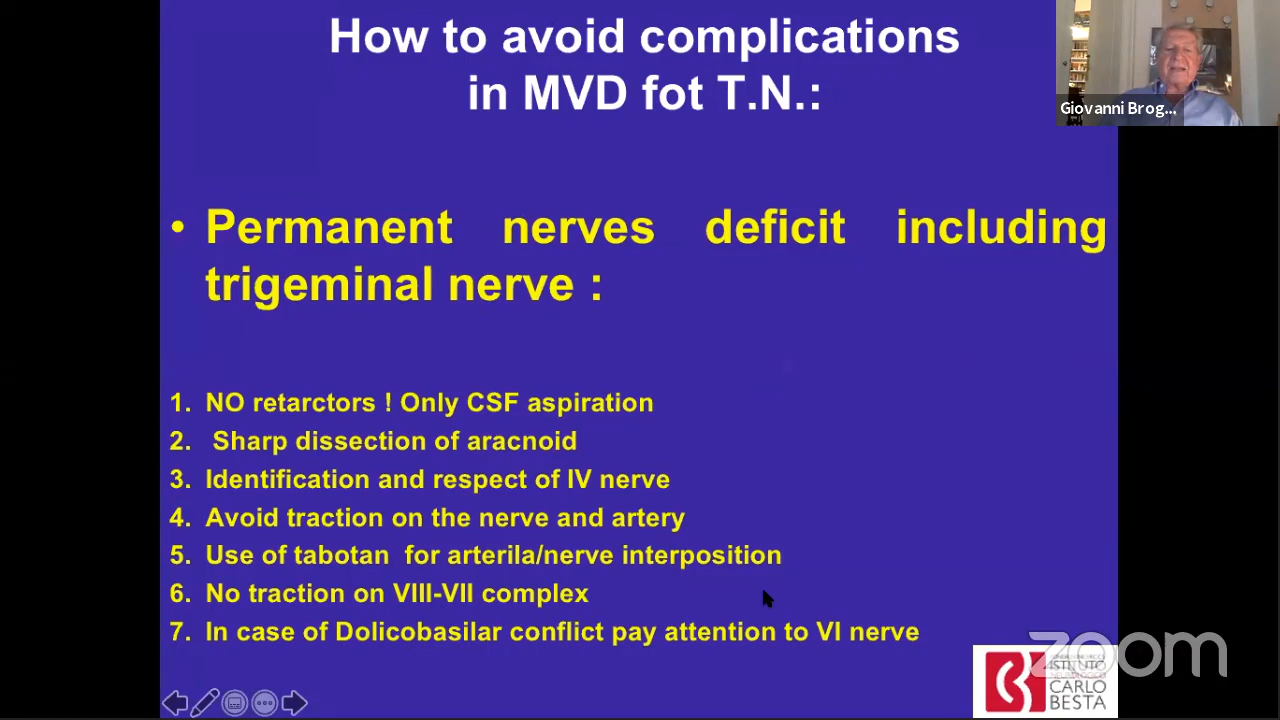 How to avoid complications
in MVD fot T.N.:
Giovanni Brog...
• Permanent nerves deficit including
trigeminal nerve :
1. NO retarctors ! Only CSF aspiration
2. Sharp dissection of aracnoid
3. Identification and respect of IV nerve
4. Avoid traction on the nerve and artery
5. Use of tabotan for arterila/nerve interposition
6. No traction on VIII-VII complex
7. In case of Dolicobasilar conflict pay attention to VI nerve
zoom
ISTITUTO
CARLO
BESTA